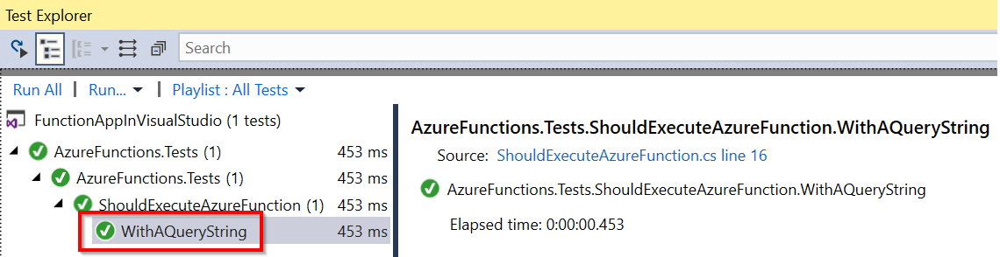 Test Explorer
Search
Run All | Run... Playlist : All Tests
FunctionAppInVisualStudio (1 tests)
AzureFunctions.Tests (1) 453 ms
AzureFunctions.Tests (1) 453 ms
ShouldExecuteAzureFunction (1) 453 ms
WithAQueryString 453 ms
AzureFunctions.Tests.ShouldExecuteAzureFunction.WithAQueryString
Source: ShouldExecuteAzureFunction.cs line 16
AzureFunctions.Tests.ShouldExecuteAzureFunction.WithAQueryString
Elapsed time: 0:00:00.453